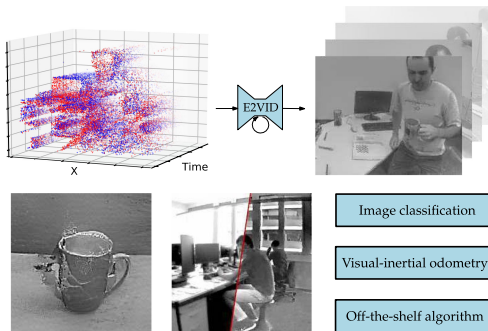 E2VID
X
Time
Image classification
Visual-inertial odometry
Off-the-shelf algorithm